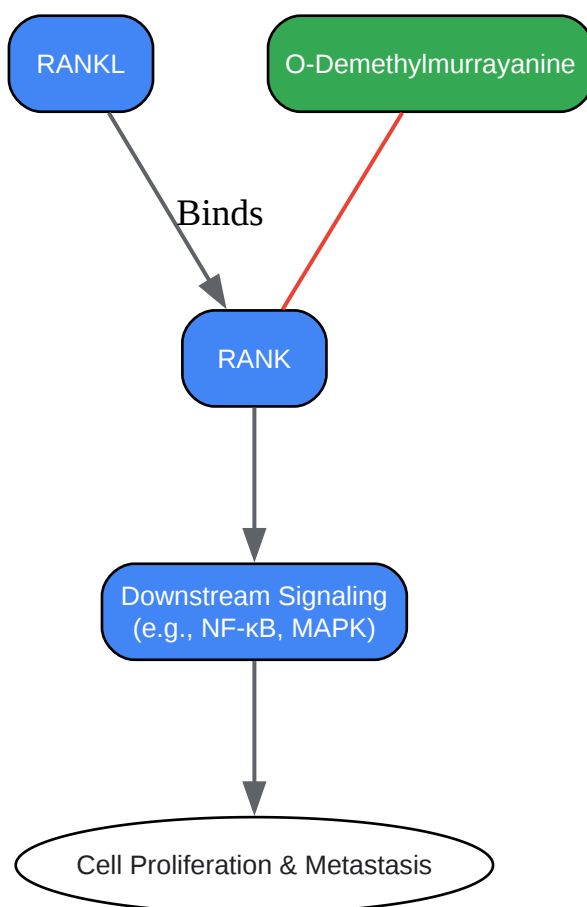 RANKL
O-Demethylmurrayanine
Binds
RANK
Downstream Signaling
(e.g., NF-κB, MAPK)
Cell Proliferation & Metastasis